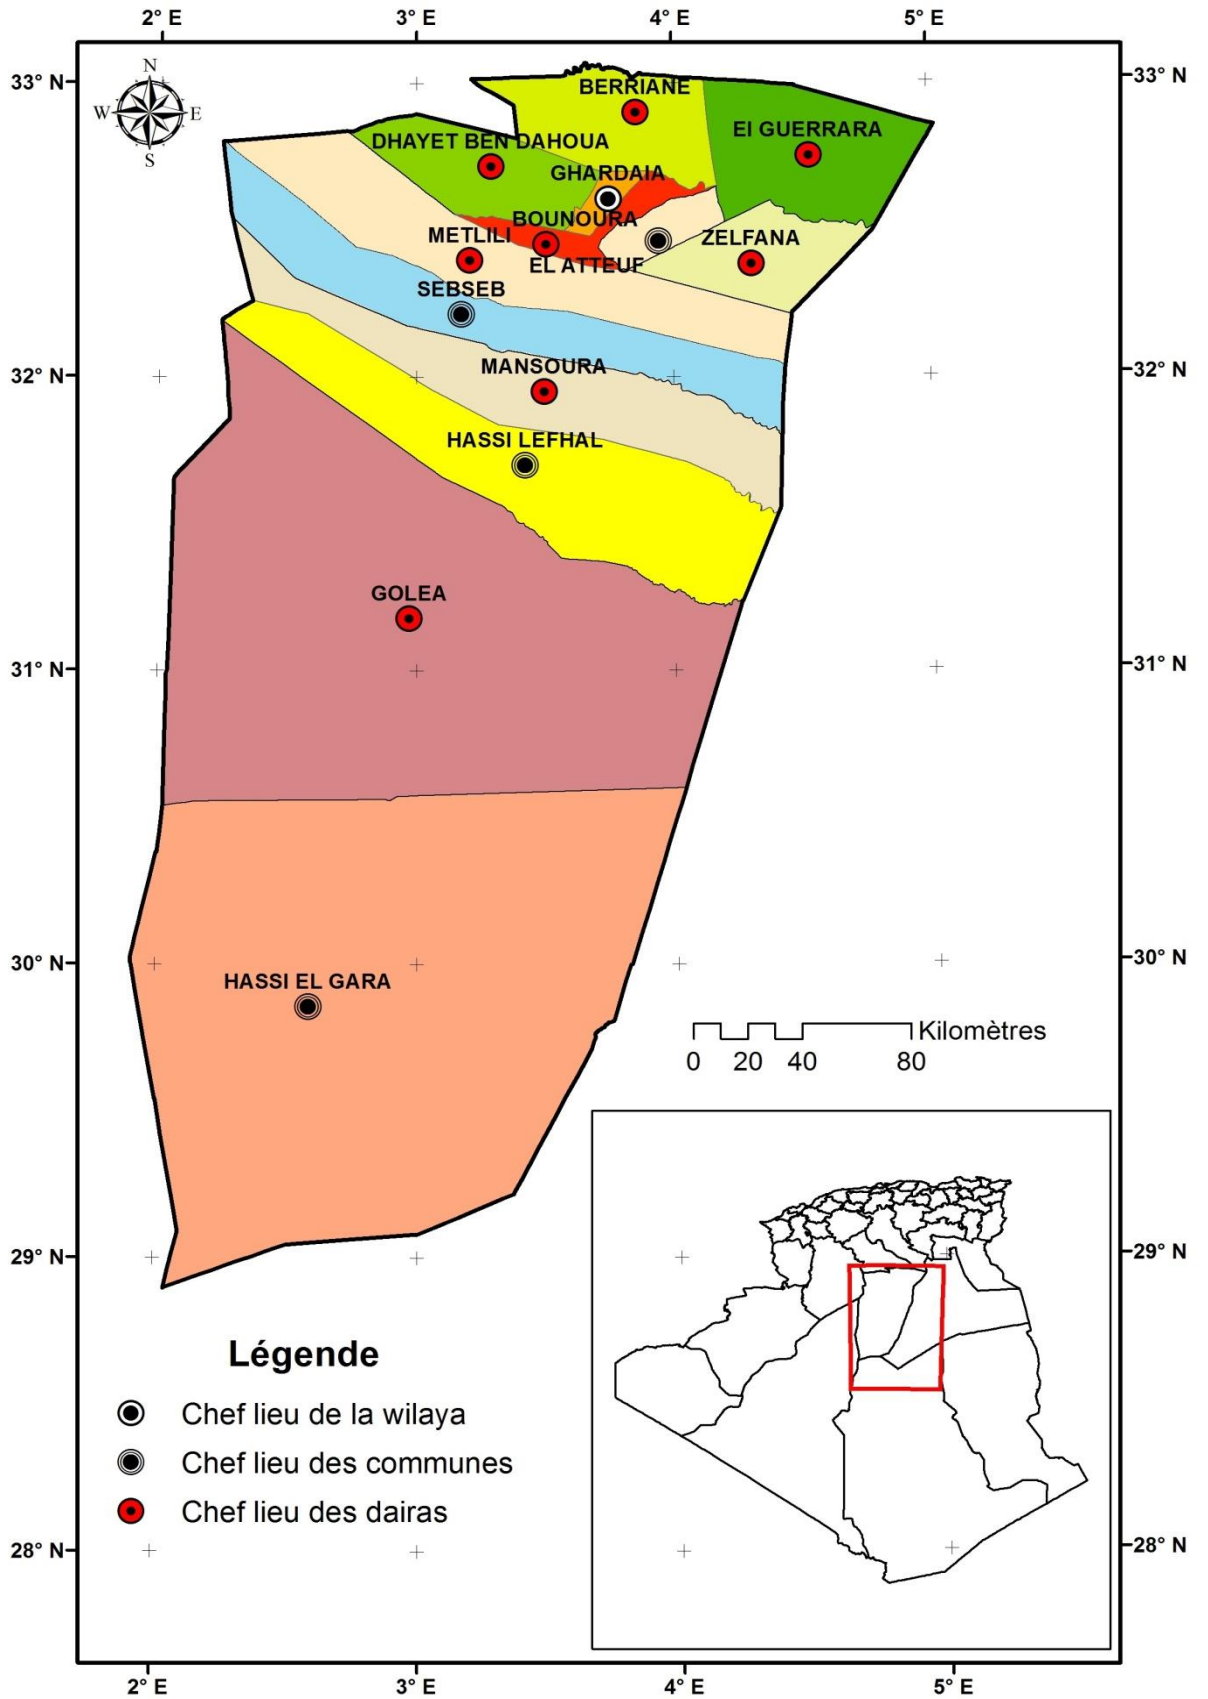 2° E 3° E 4° E 5° E
33° N 33° N
N
W E
S
BERRIANE
El GUERRARA
DHAYET BEN DAHOUA
GHARDAIA
BOUNOURA
METLILI
ZELFANA
EL ATTEUF
SEBSEB
MANSOURA
32° N 32° N
HASSI LEFHAL
GOLEA
31° N 31° N
30° N 30° N
HASSI EL GARA
Kilomètres
0 20 40 80
29° N 29° N
Légende
Chef lieu de la wilaya
Chef lieu des communes
Chef lieu des dairas
28° N 28° N
2° E 3° E 4° E 5° E